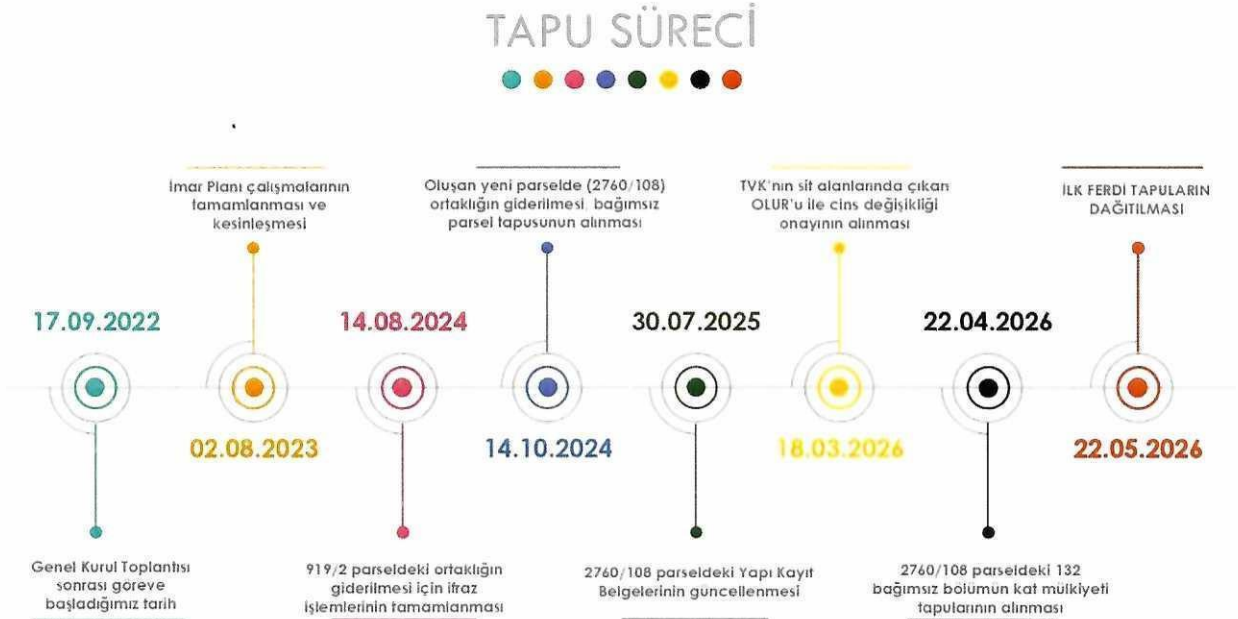 TAPU SÜRECİ
İmar Planı çalışmalarının
tamamlanması ve
kesinleşmesi
Oluşan yeni parselde (2760/108)
ortaklığın giderilmesi, bağımsız
parsel tapusunun alınması
TVK'nın sit alanlarında çıkan
OLUR'u ile cins değişikliği
onayının alınması
İLK FERDİ TAPULARIN
DAĞITILMASI
17.09.2022
14.08.2024
30.07.2025
22.04.2026
02.08.2023
14.10.2024
18.03.2026
22.05.2026
Genel Kurul Toplantısı
sonrası göreve
başladığımız tarih
919/2 parseldeki ortaklığın
giderilmesi için ifraz
işlemlerinin tamamlanması
2760/108 parseldeki Yapı Kayıt
Belgelerinin güncellenmesi
2760/108 parseldeki 132
bağımsız bölümün kat mülkiyeti
tapularının alınması